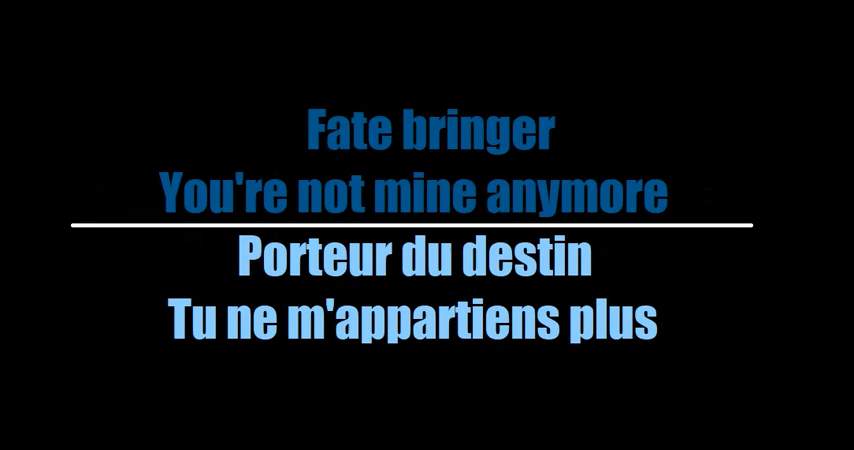 Fate bringer
You're not mine anymore
Porteur du destin
Tu ne m'appartiens plus